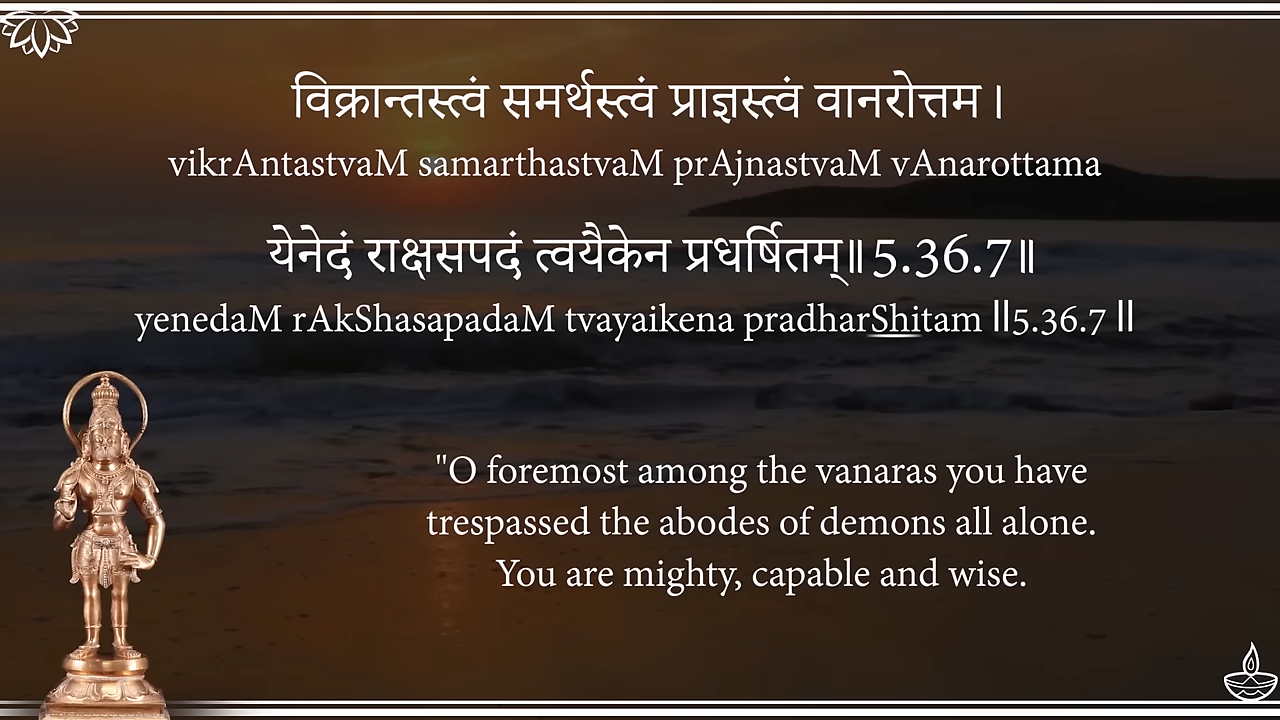 विक्रान्तस्त्वं समर्थस्त्वं प्राज्ञस्त्वं वानरोत्तम।
vikrAntastvaM samarthastvaM prAjnastvaM vAnarottama
येनेदं राक्षसपदं त्वयैकेन प्रधर्षितम्॥5.36.7॥
yenedaM rAkShasapadaM tvayaikena pradharShitam ॥5.36.7 ॥
"O foremost among the vanaras you have
trespassed the abodes of demons all alone.
You are mighty, capable and wise.